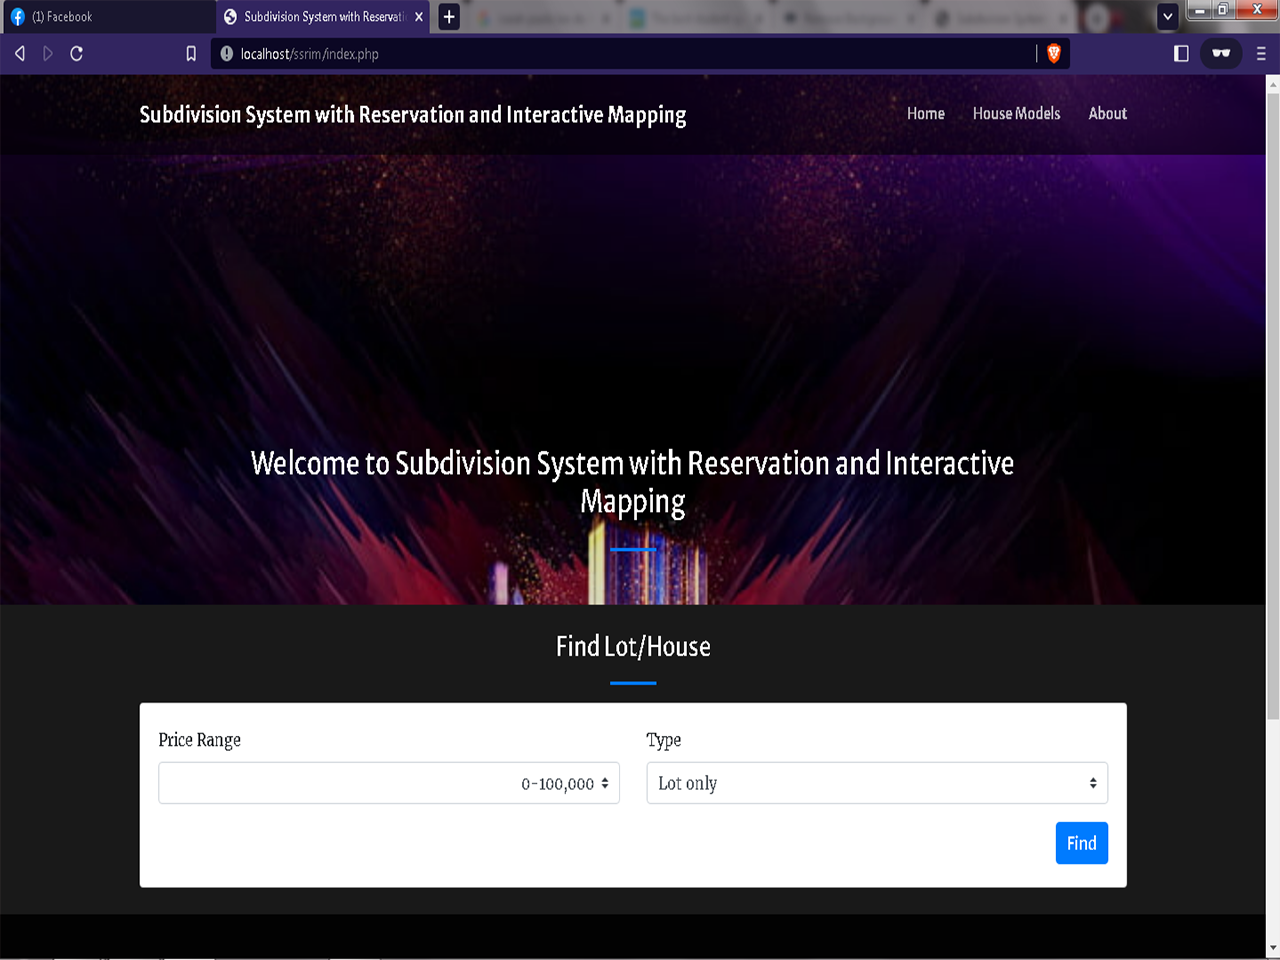 (1) Facebook
Subdivision System with Reservati
localhost/ssrim/index.php
Subdivision System with Reservation and Interactive Mapping
Home
House Models
About
Welcome to Subdivision System with Reservation and Interactive
Mapping
Find Lot/House
Price Range
Type
0-100,000
Lot only
Find